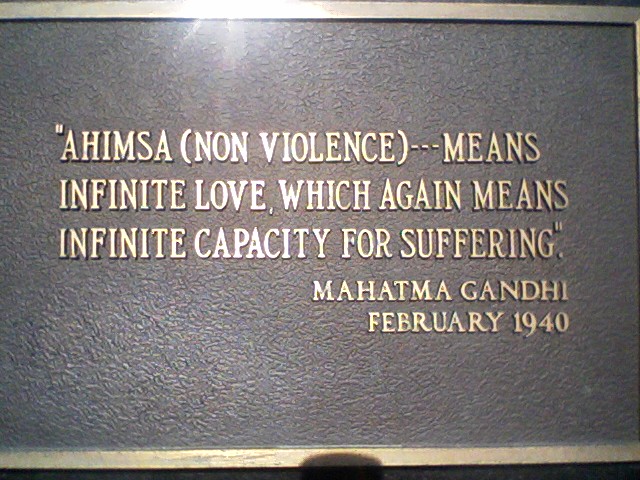 "AHIMSA (NON VIOLENCE)---MEANS
INFINITE LOVE, WHICH AGAIN MEANS
INFINITE CAPACITY FOR SUFFERING".
MAHATMA GANDHI
FEBRUARY 1940